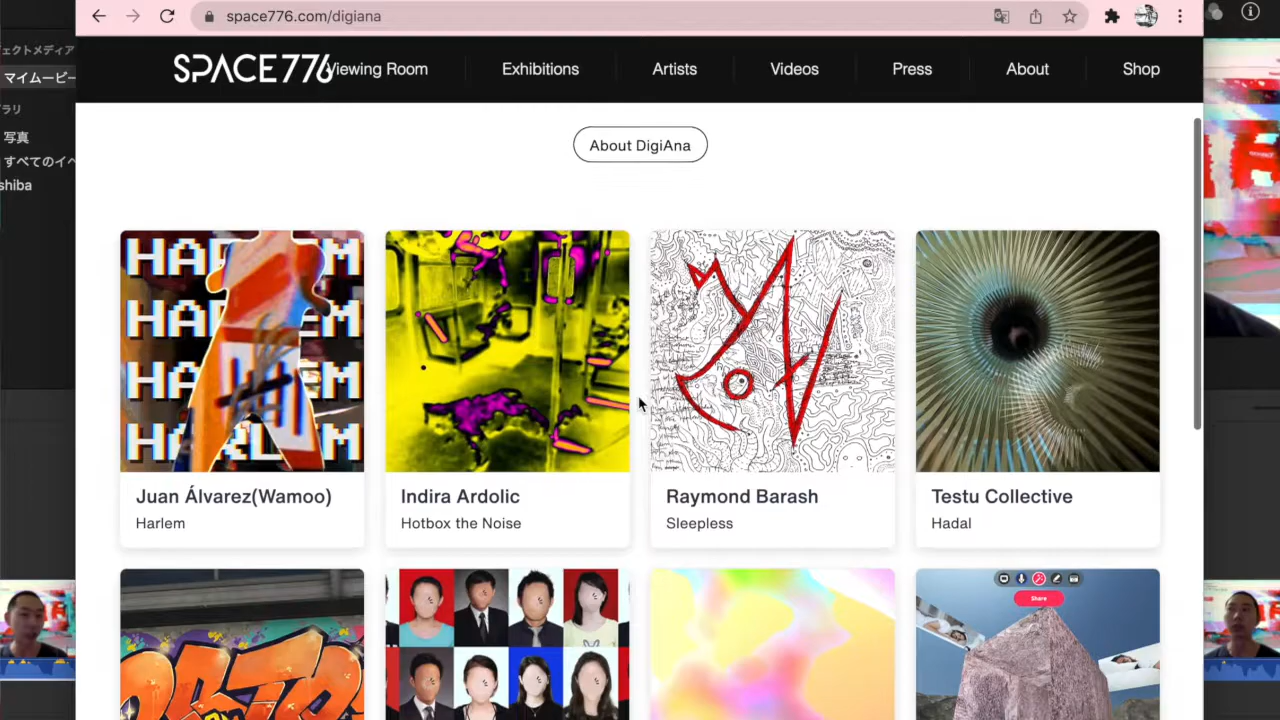 ェクトメディア
マイムービー
ラリ
写真
すべてのイベ
shiba
space776.com/digiana
SPACE776
Viewing Room
Exhibitions
Artists
Videos
Press
About
Shop
About DigiAna
HARLEM
HARLEM
HARLEM
HARLEM
Juan Álvarez(Wamoo)
Harlem
Indira Ardolic
Hotbox the Noise
Raymond Barash
Sleepless
Testu Collective
Hadal
Share